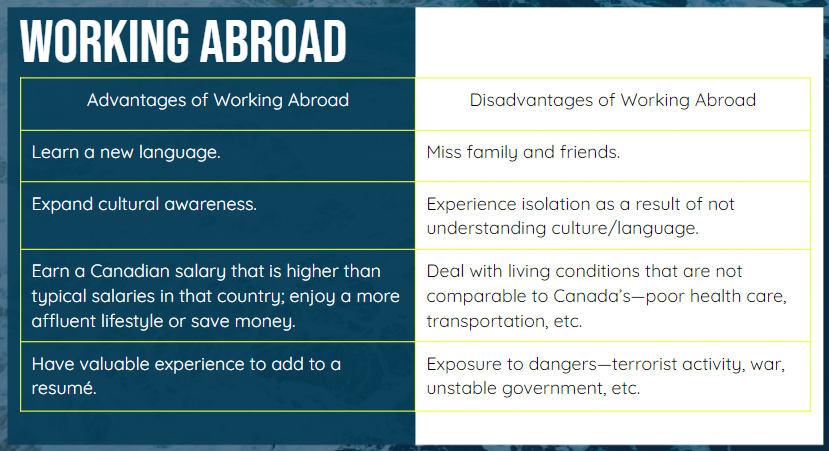 WORKING ABROAD
Advantages of Working Abroad
Disadvantages of Working Abroad
Learn a new language.
Miss family and friends.
Expand cultural awareness.
Experience isolation as a result of not
understanding culture/language.
Earn a Canadian salary that is higher than
typical salaries in that country; enjoy a more
affluent lifestyle or save money.
Deal with living conditions that are not
comparable to Canada's—poor health care,
transportation, etc.
Have valuable experience to add to a
resumé.
Exposure to dangers—terrorist activity, war,
unstable government, etc.